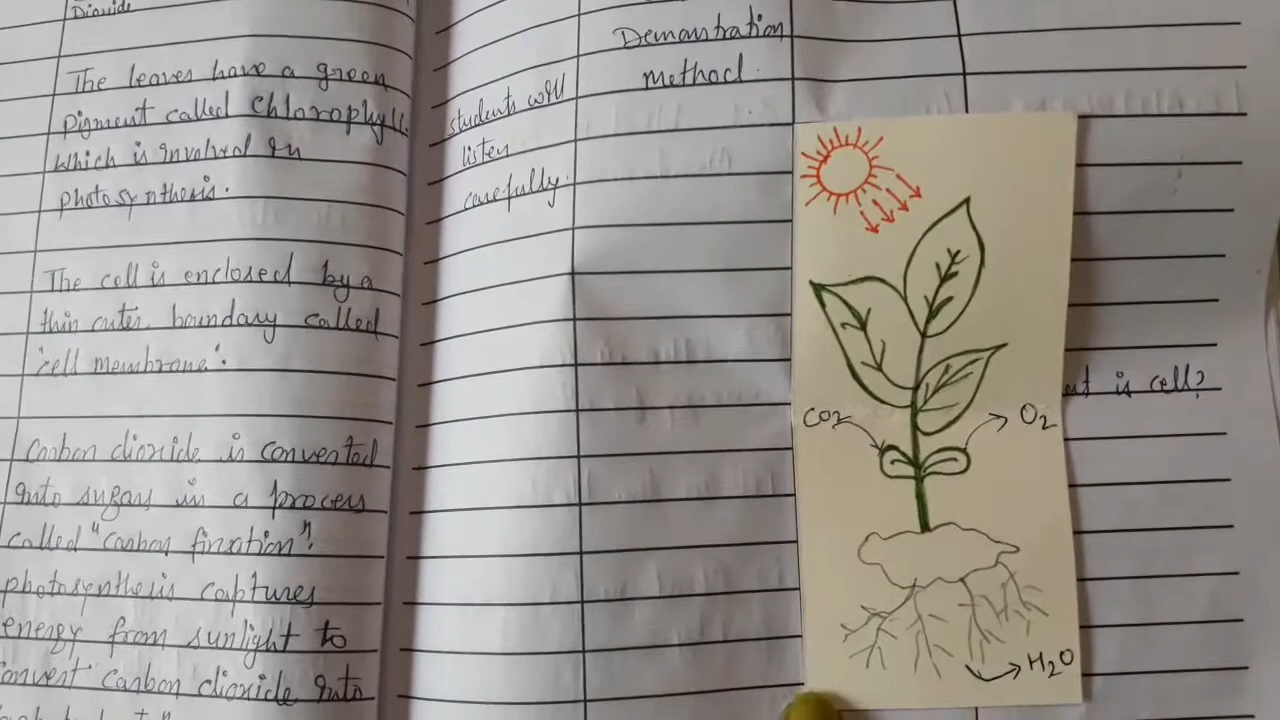 Dioxide
The leaves have a green
pigment called Chlorophyll.
which is involved in
photosynthesis.
The cell is enclosed by a
thin outer boundary called
'cell membrane'.
Carbon dioxide is converted
into sugars in a process
called "carbon fixation".
photosynthesis captures
energy from sunlight to
convert carbon dioxide into
students will
listen
carefully.
Demonstration
method.
CO2
O2
H2O
is cell?